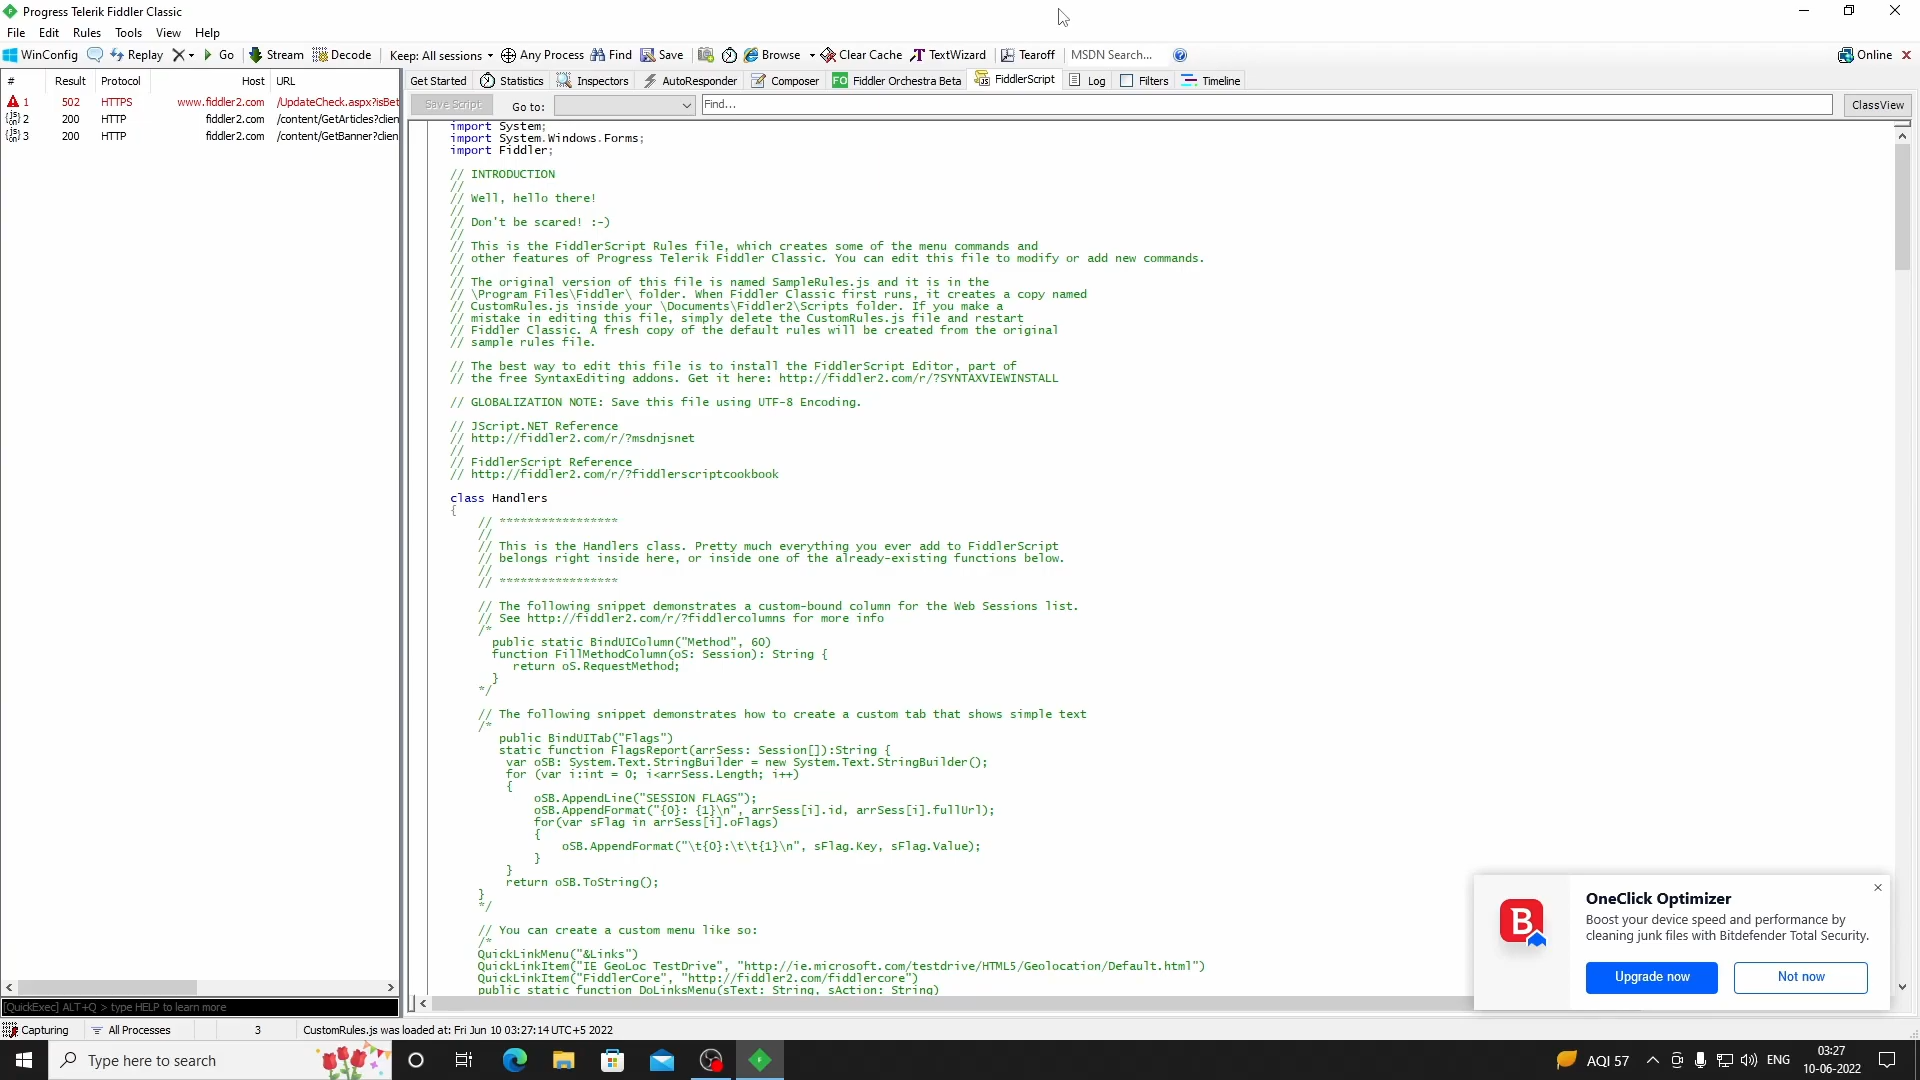 Progress Telerik Fiddler Classic
File Edit Rules Tools View Help
WinConfig Replay Go Stream Decode Keep: All sessions Any Process Find Save Browse Clear Cache TextWizard Tearoff MSDN Search... Online
# Result Protocol Host URL
1 502 HTTPS www.fiddler2.com /UpdateCheck.aspx?isBet
2 200 HTTP fiddler2.com /content/GetArticles?clien
3 200 HTTP fiddler2.com /content/GetBanner?clien
Get Started Statistics Inspectors AutoResponder Composer FO Fiddler Orchestra Beta FiddlerScript Log Filters Timeline
Save Script Go to: Find... ClassView
import System;
import System.Windows.Forms;
import Fiddler;
// INTRODUCTION
//
// Well, hello there!
//
// Don't be scared! :-)
//
// This is the FiddlerScript Rules file, which creates some of the menu commands and
// other features of Progress Telerik Fiddler Classic. You can edit this file to modify or add new commands.
//
// The original version of this file is named SampleRules.js and it is in the
// \Program Files\Fiddler\ folder. When Fiddler Classic first runs, it creates a copy named
// CustomRules.js inside your \Documents\Fiddler2\Scripts folder. If you make a
// mistake in editing this file, simply delete the CustomRules.js file and restart
// Fiddler Classic. A fresh copy of the default rules will be created from the original
// sample rules file.
// The best way to edit this file is to install the FiddlerScript Editor, part of
// the free SyntaxEditing addons. Get it here: http://fiddler2.com/r/?SYNTAXVIEWINSTALL
// GLOBALIZATION NOTE: Save this file using UTF-8 Encoding.
// JScript.NET Reference
// http://fiddler2.com/r/?msdnjsnet
//
// FiddlerScript Reference
// http://fiddler2.com/r/?fiddlerscriptcookbook
class Handlers
{
// *****************
//
// This is the Handlers class. Pretty much everything you ever add to FiddlerScript
// belongs right inside here, or inside one of the already-existing functions below.
//
// *****************
// The following snippet demonstrates a custom-bound column for the Web Sessions list.
// See http://fiddler2.com/r/?fiddlercolumns for more info
/*
public static BindUIColumn("Method", 60)
function FillMethodColumn(oS: Session): String {
return oS.RequestMethod;
}
*/
// The following snippet demonstrates how to create a custom tab that shows simple text
/*
public BindUITab("Flags")
static function FlagsReport(arrSess: Session[]):String {
var oSB: System.Text.StringBuilder = new System.Text.StringBuilder();
for (var i:int = 0; i<arrSess.Length; i++)
{
oSB.AppendLine("SESSION FLAGS");
oSB.AppendFormat("{0}: {1}\n", arrSess[i].id, arrSess[i].fullUrl);
for(var sFlag in arrSess[i].oFlags)
{
oSB.AppendFormat("\t{0}:\t\t{1}\n", sFlag.Key, sFlag.Value);
}
}
return oSB.ToString();
}
*/
// You can create a custom menu like so:
/*
QuickLinkMenu("&Links")
QuickLinkItem("IE GeoLoc TestDrive", "http://ie.microsoft.com/testdrive/HTML5/Geolocation/Default.html")
QuickLinkItem("FiddlerCore", "http://fiddler2.com/fiddlercore")
public static function DoLinksMenu(sText: String, sAction: String)
B
OneClick Optimizer
Boost your device speed and performance by
cleaning junk files with Bitdefender Total Security.
Upgrade now Not now
[QuickExec] ALT+Q > type HELP to learn more
Capturing All Processes 3 CustomRules.js was loaded at: Fri Jun 10 03:27:14 UTC+5 2022
Type here to search
AQI 57 ENG 03:27
10-06-2022